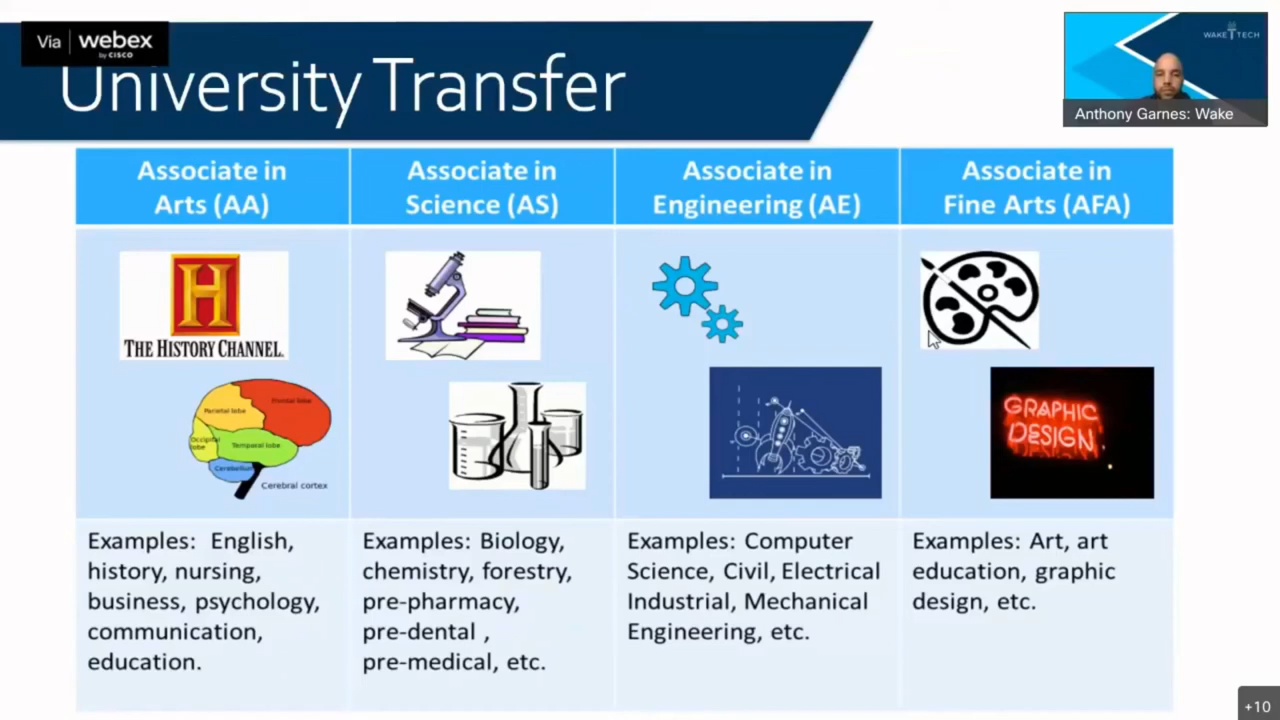 Via webex
by CISCO
University Transfer
WAKE TECH
Anthony Garnes: Wake
Associate in
Arts (AA)
Associate in
Science (AS)
Associate in
Engineering (AE)
Associate in
Fine Arts (AFA)
H
THE HISTORY CHANNEL.
Frontal lobe
Parietal lobe
Occipital
lobe
Temporal lobe
Cerebellum
Cerebral cortex
GRAPHIC
DESIGN
Examples: English,
history, nursing,
business, psychology,
communication,
education.
Examples: Biology,
chemistry, forestry,
pre-pharmacy,
pre-dental ,
pre-medical, etc.
Examples: Computer
Science, Civil, Electrical
Industrial, Mechanical
Engineering, etc.
Examples: Art, art
education, graphic
design, etc.
+10